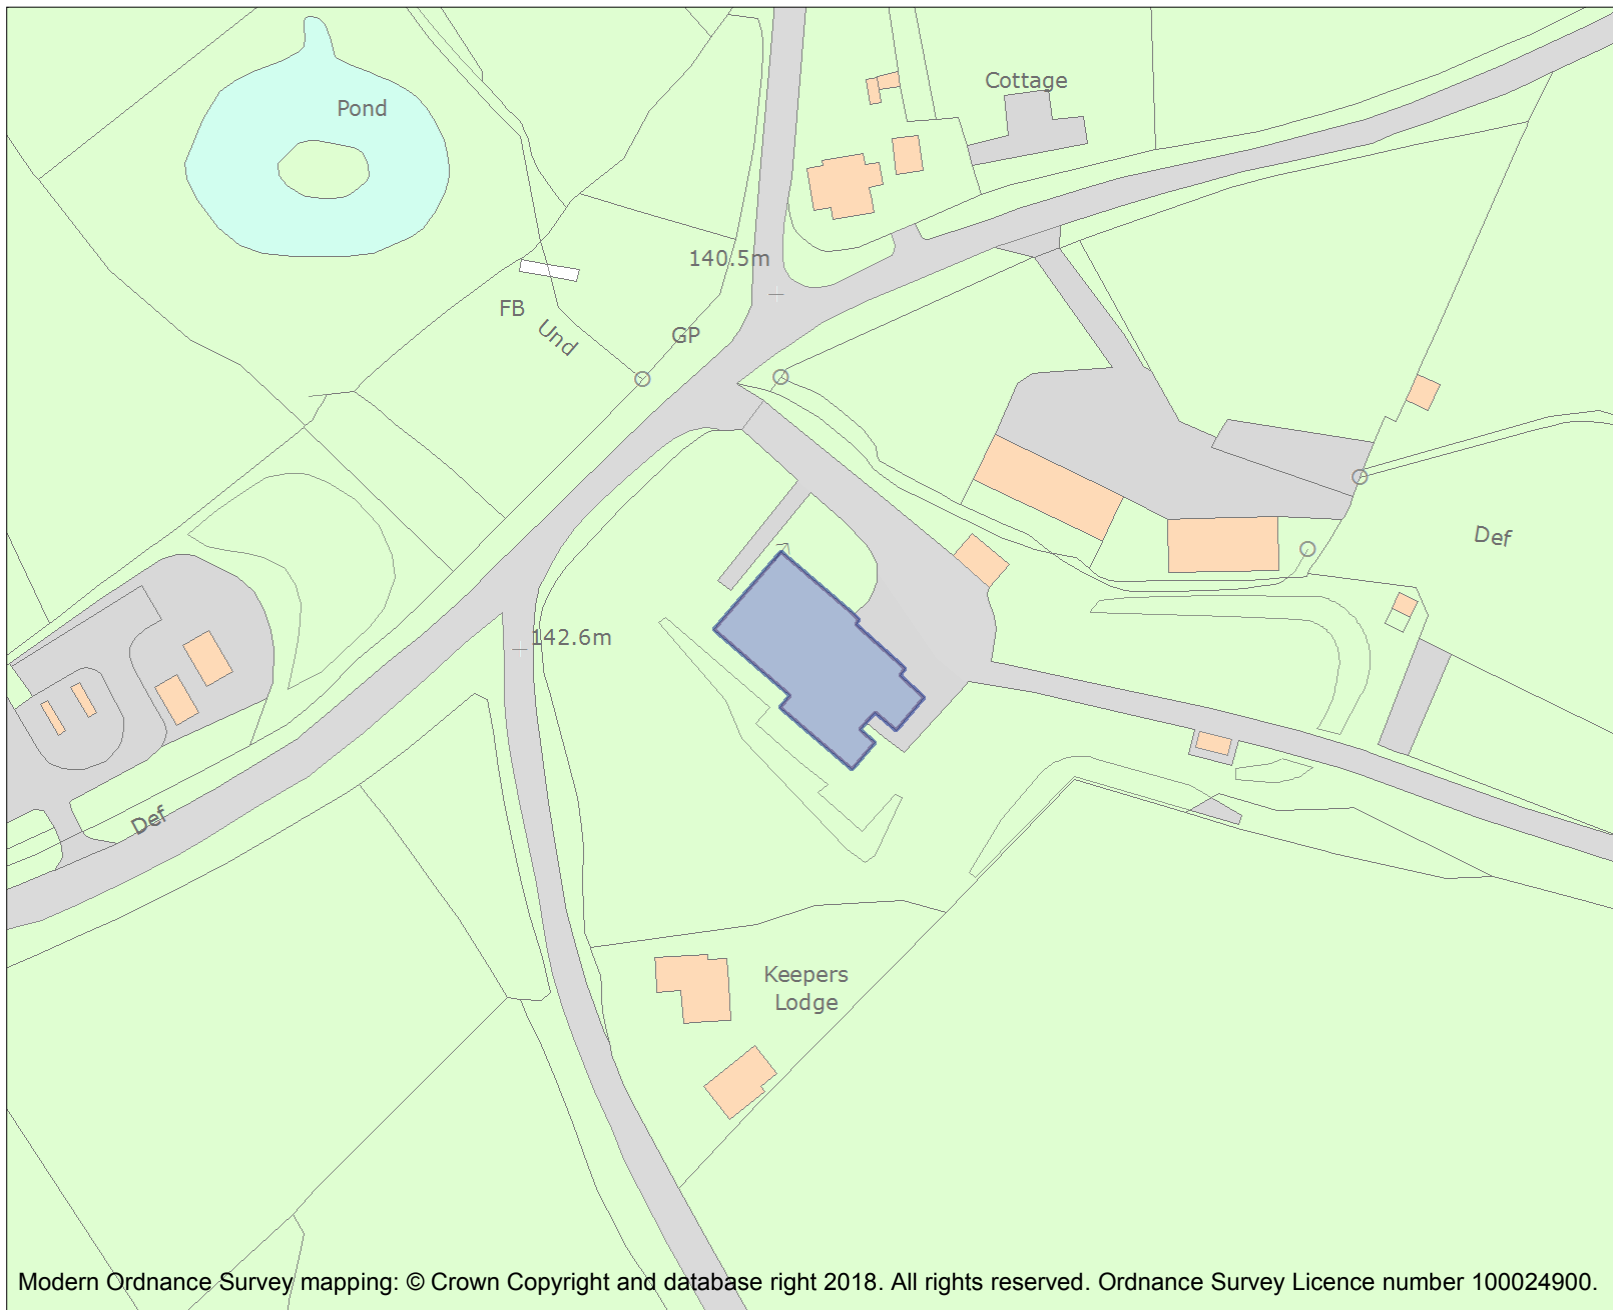 Cottage
Pond
140.5m
FB
Und
GP
Def
142.6m
Def
Keepers
Lodge
Modern Ordnance Survey mapping: © Crown Copyright and database right 2018. All rights reserved. Ordnance Survey Licence number 100024900.